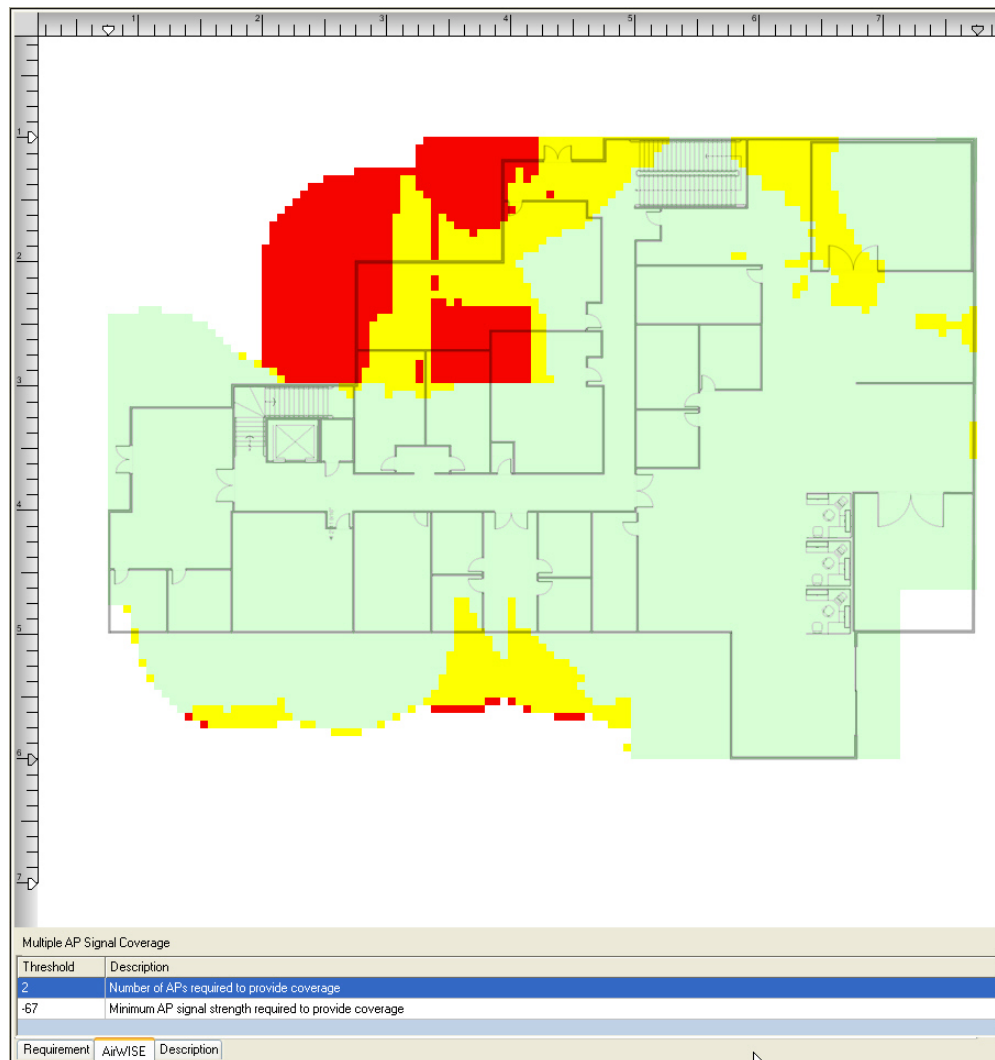 1 2 3 4 5 6 7
1
2
3
4
5
6
7
Multiple AP Signal Coverage
Threshold Description
2 Number of APs required to provide coverage
-67 Minimum AP signal strength required to provide coverage
Requirement AirWISE Description